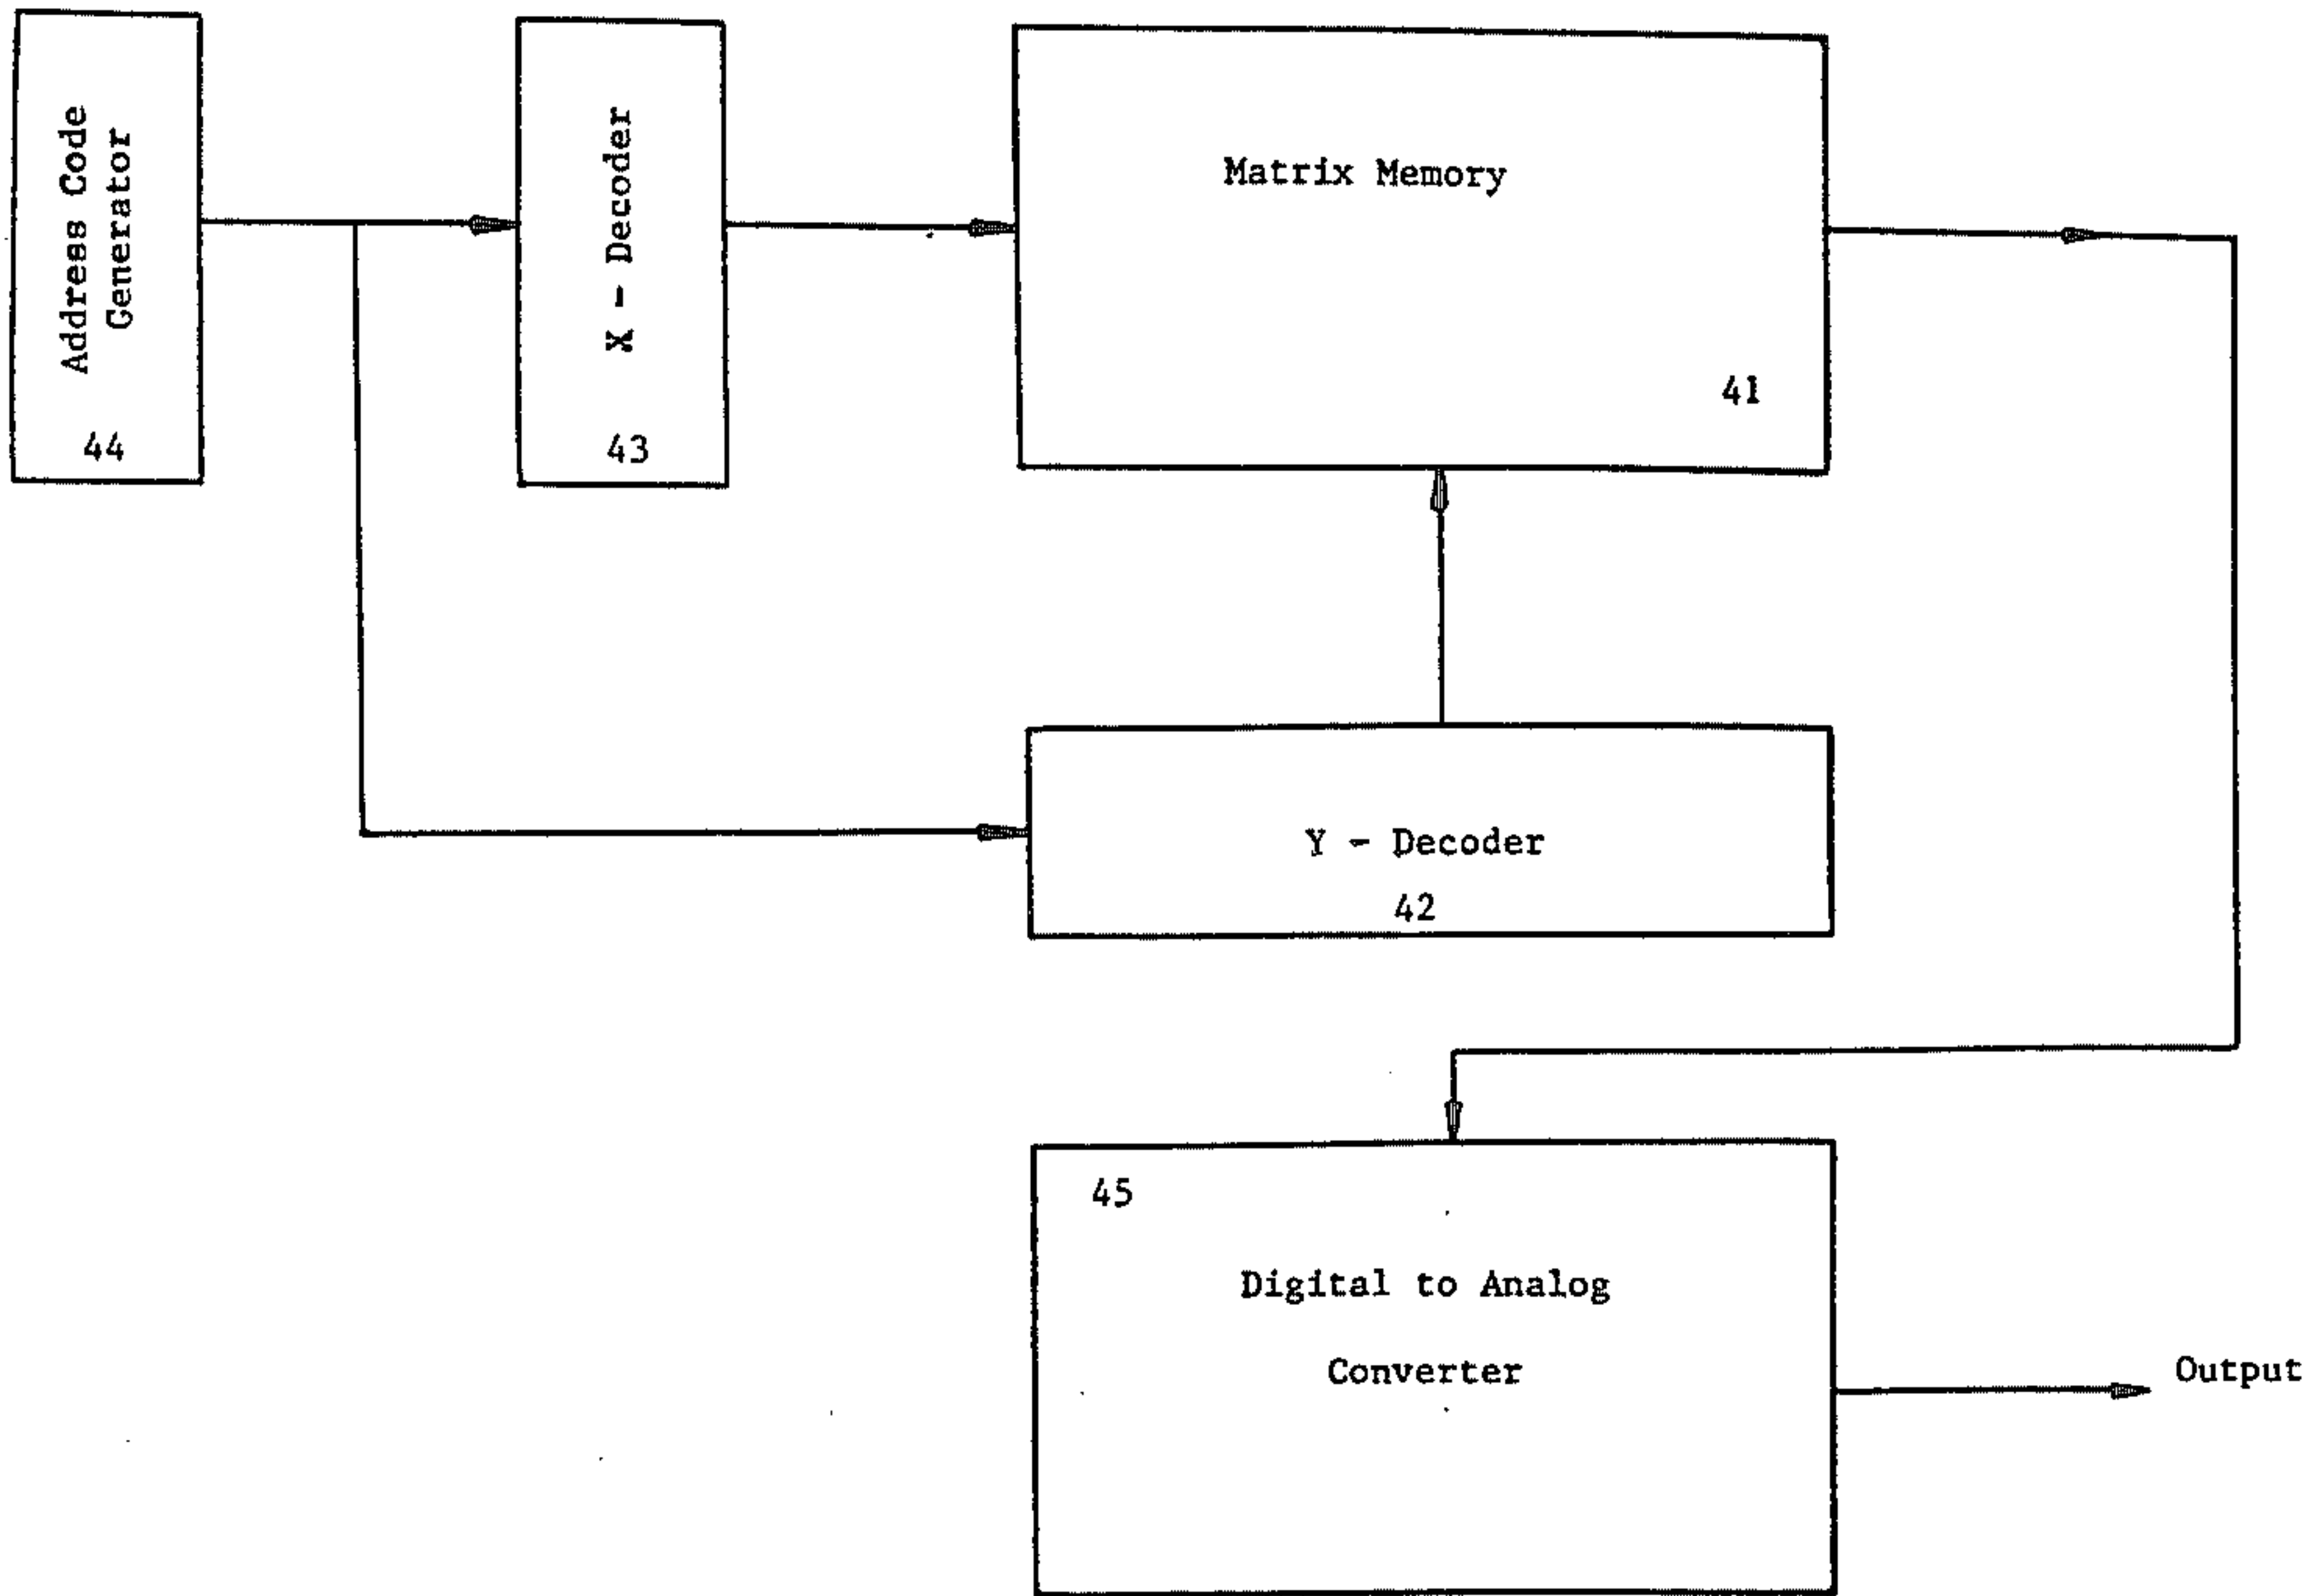 Address Code
Generator
44
X - Decoder
43
Matrix Memory
41
Y - Decoder
42
45
Digital to Analog
Converter
Output